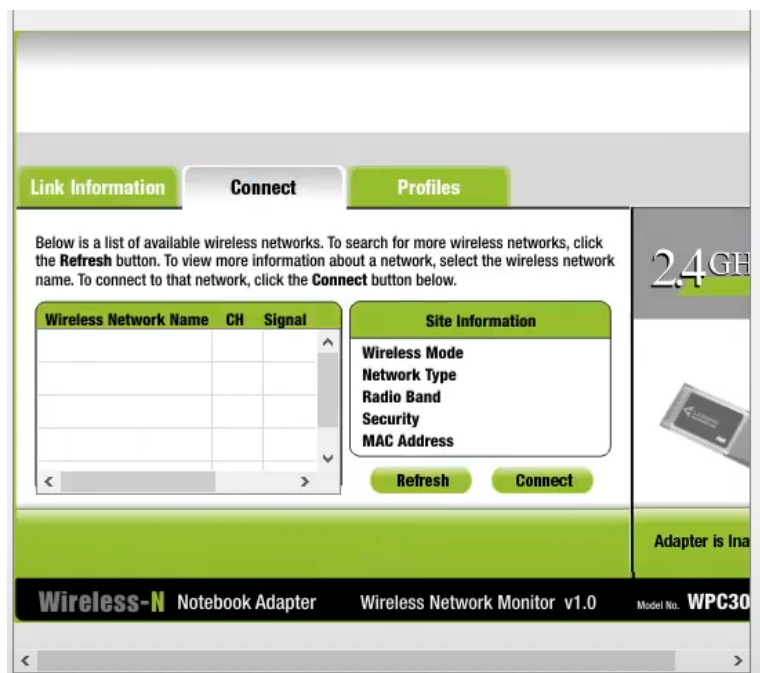 Link Information
Connect
Profiles
Below is a list of available wireless networks. To search for more wireless networks, click
the Refresh button. To view more information about a network, select the wireless network
name. To connect to that network, click the Connect button below.
2.4GH
Wireless Network Name CH Signal
Site Information
Wireless Mode
Network Type
Radio Band
Security
MAC Address
Refresh
Connect
Adapter is Ina
Wireless-N Notebook Adapter Wireless Network Monitor v1.0 Model No. WPC30